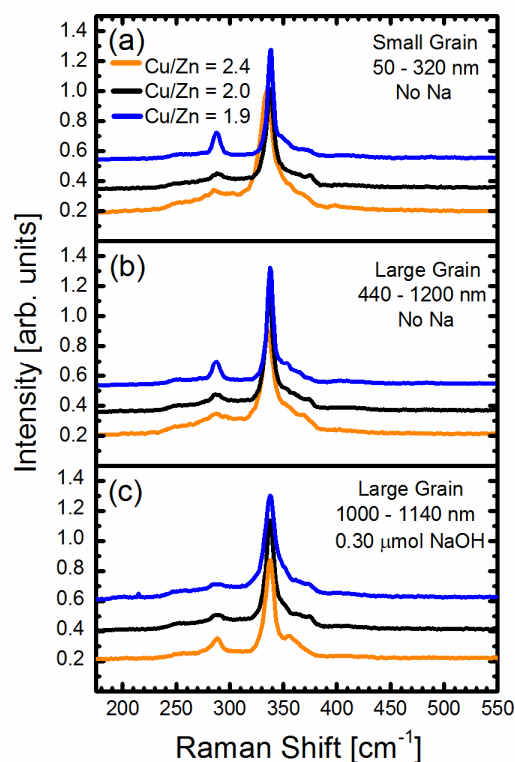 (a)
Small Grain
50 - 320 nm
No Na
Cu/Zn = 2.4
Cu/Zn = 2.0
Cu/Zn = 1.9
1.4
1.2
1.0
0.8
0.6
0.4
0.2
(b)
Large Grain
440 - 1200 nm
No Na
1.4
1.2
1.0
0.8
0.6
0.4
0.2
(c)
Large Grain
1000 - 1140 nm
0.30 μmol NaOH
1.4
1.2
1.0
0.8
0.6
0.4
0.2
200 250 300 350 400 450 500 550
Intensity [arb. units]
Raman Shift [cm⁻¹]